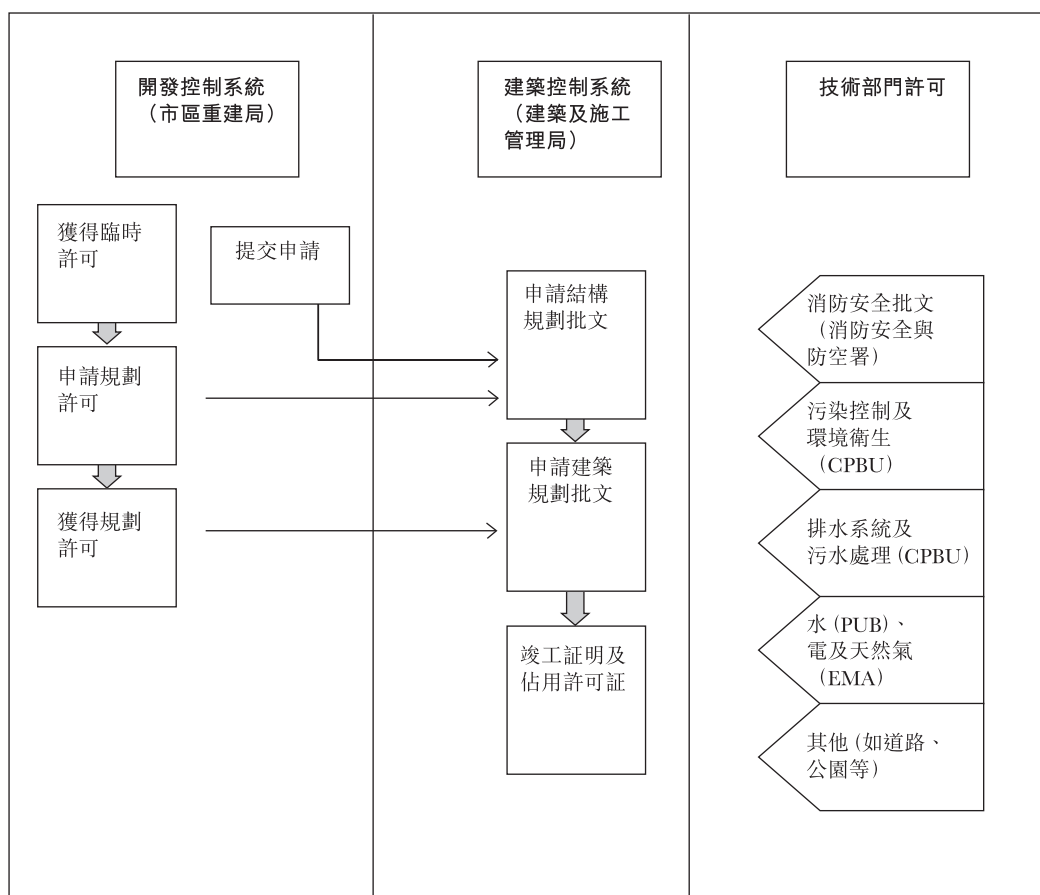 開發控制系統
（市區重建局）
建築控制系統
（建築及施工
管理局）
技術部門許可
獲得臨時
許可
申請規劃
許可
獲得規劃
許可
提交申請
申請結構
規劃批文
申請建築
規劃批文
竣工証明及
佔用許可証
消防安全批文
（消防安全與
防空署）
污染控制及
環境衛生
(CPBU)
排水系統及
污水處理 (CPBU)
水 (PUB)、
電及天然氣
(EMA)
其他 (如道路、
公園等)